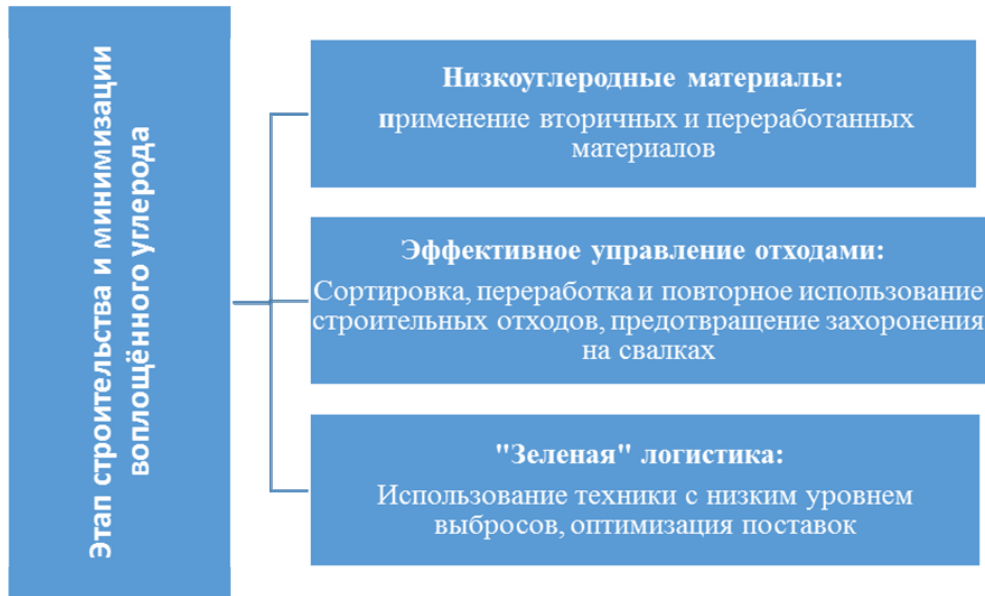 Этап строительства и минимизации
воплощённого углерода
Низкоуглеродные материалы:
применение вторичных и переработанных
материалов
Эффективное управление отходами:
Сортировка, переработка и повторное использование
строительных отходов, предотвращение захоронения
на свалках
"Зеленая" логистика:
Использование техники с низким уровнем
выбросов, оптимизация поставок